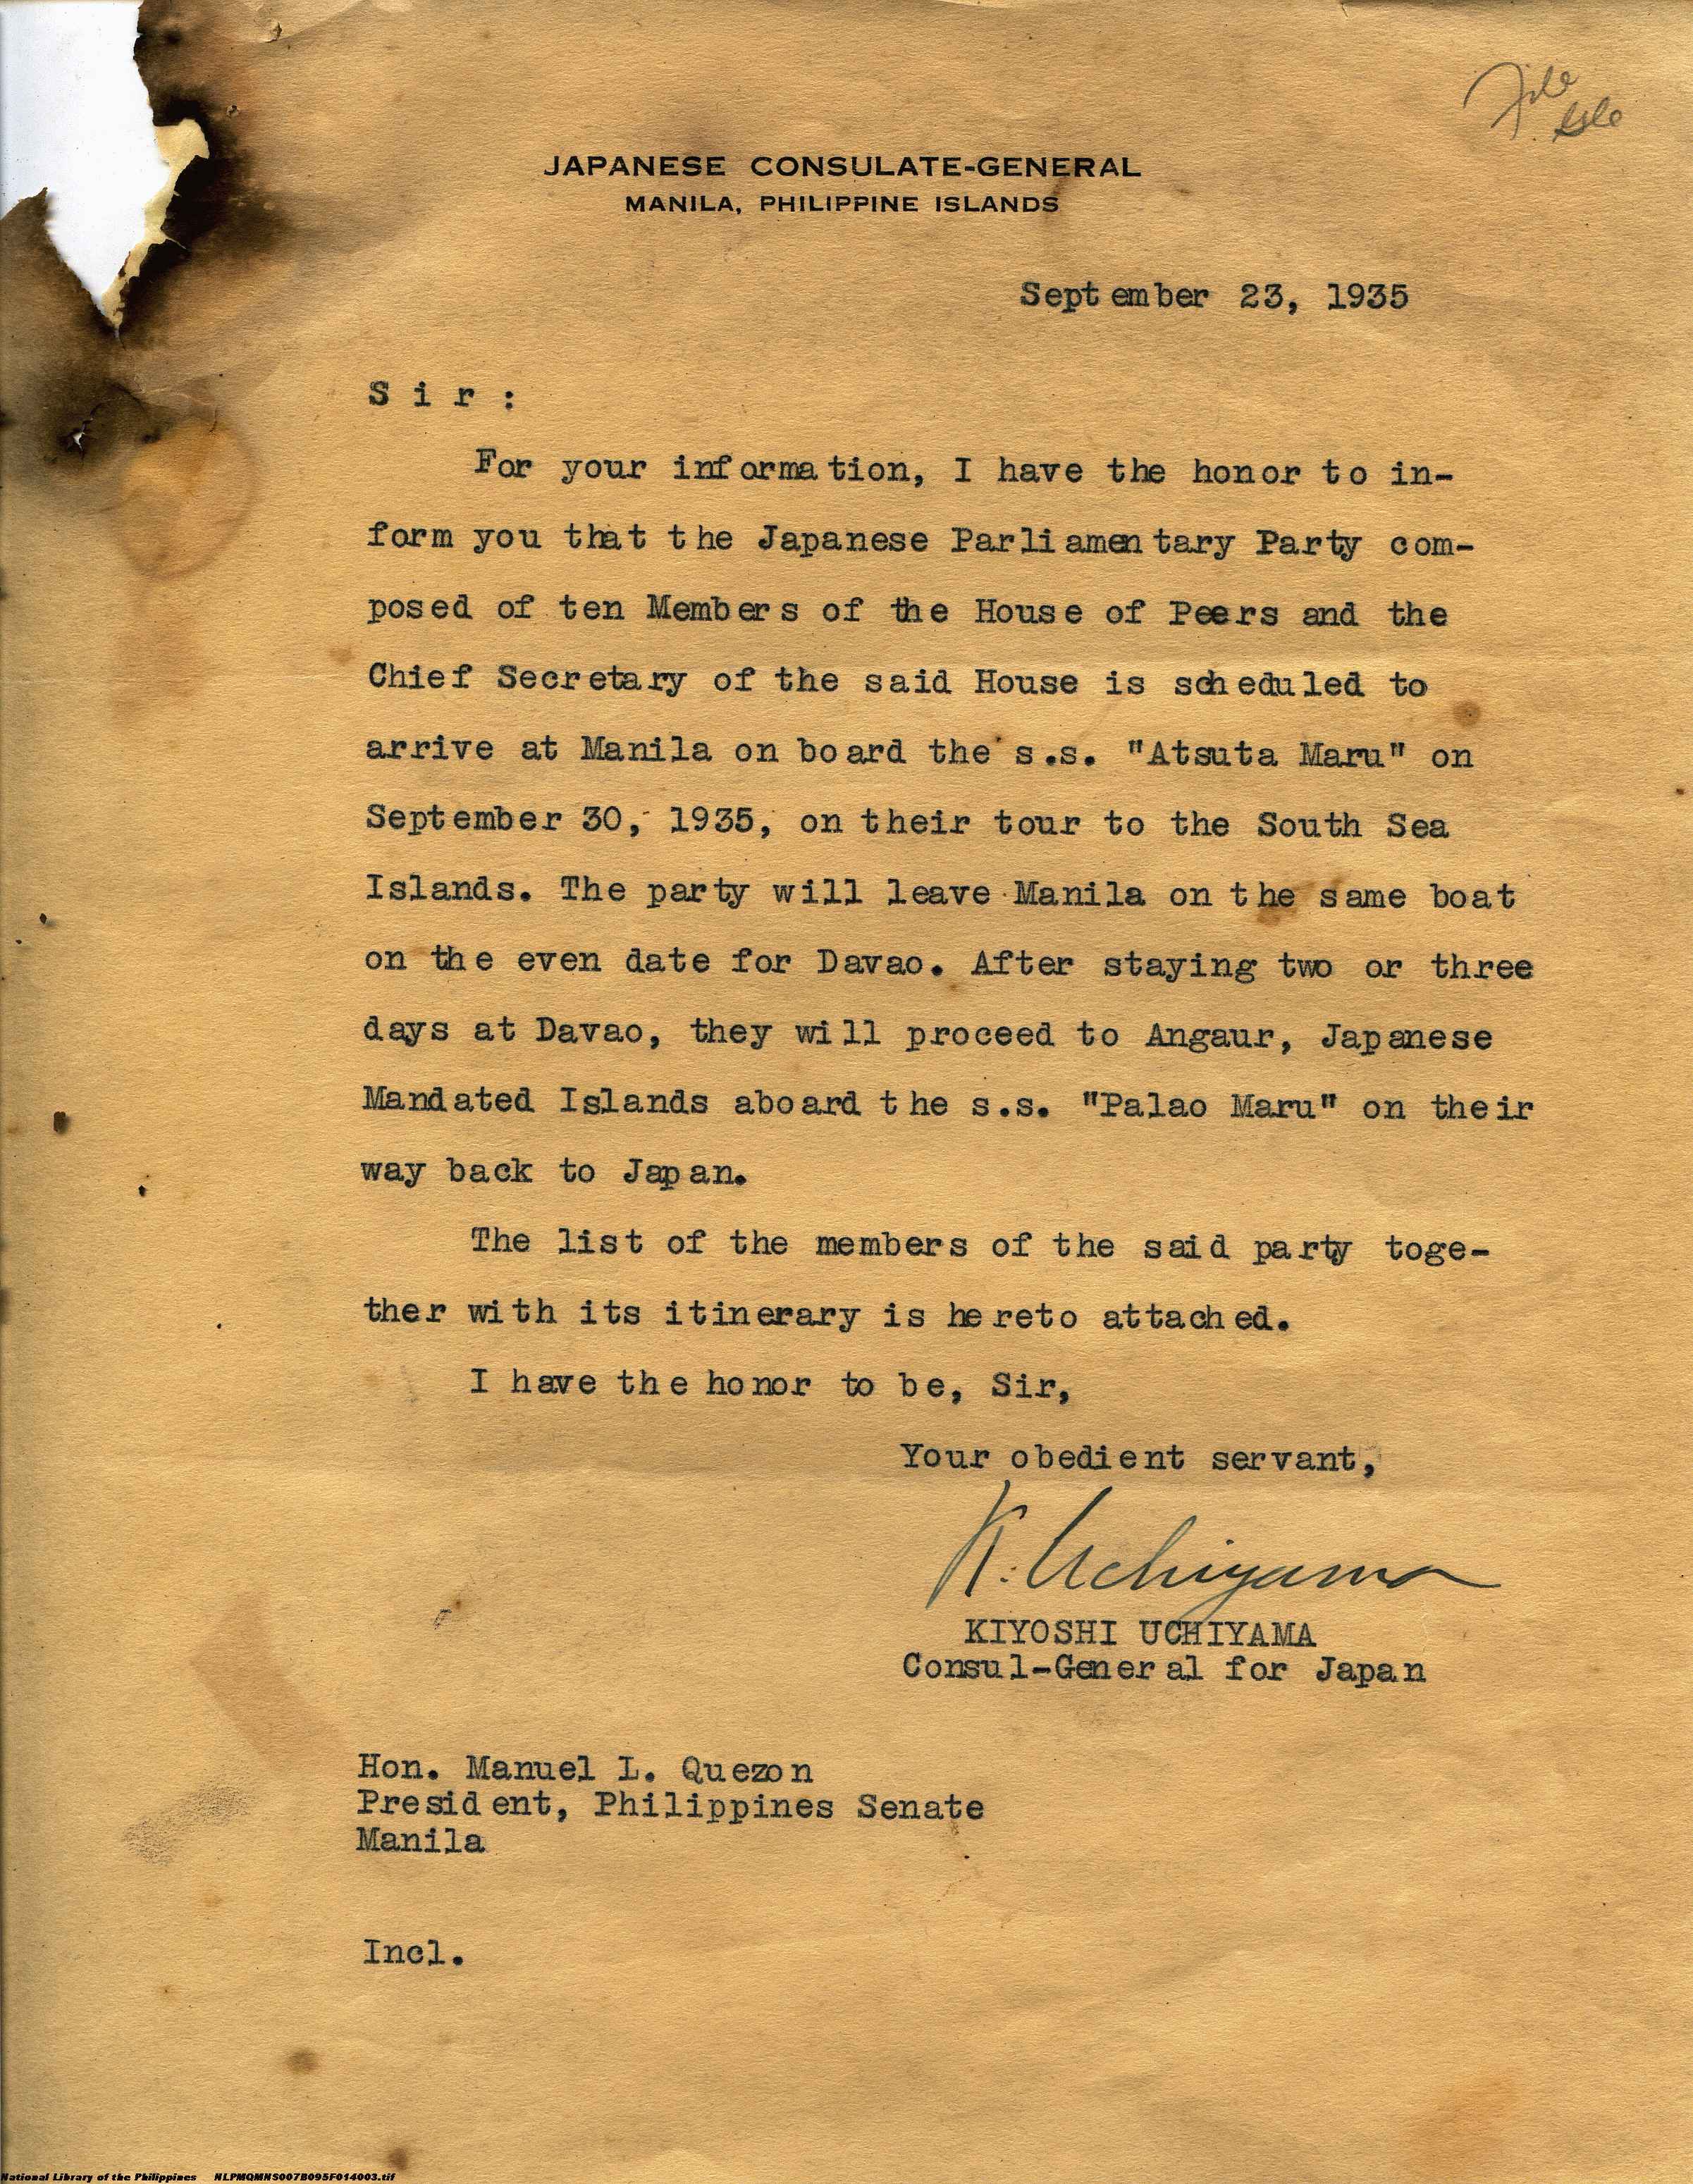 File
JAPANESE CONSULATE-GENERAL
MANILA, PHILIPPINE ISLANDS
September 23, 1935
Sir:
For your information, I have the honor to in-
form you that the Japanese Parliamentary Party com-
posed of ten Members of the House of Peers and the
Chief Secretary of the said House is scheduled to
arrive at Manila on board the s.s. "Atsuta Maru" on
September 30, 1935, on their tour to the South Sea
Islands. The party will leave Manila on the same boat
on the even date for Davao. After staying two or three
days at Davao, they will proceed to Angaur, Japanese
Mandated Islands aboard the s.s. "Palao Maru" on their
way back to Japan.
The list of the members of the said party toge-
ther with its itinerary is hereto attached.
I have the honor to be, Sir,
Your obedient servant,
K. Uchiyama
KIYOSHI UCHIYAMA
Consul-General for Japan
Hon. Manuel L. Quezon
President, Philippines Senate
Manila
Incl.
National Library of the Philippines NLPMQMNS007B095F014003.tif